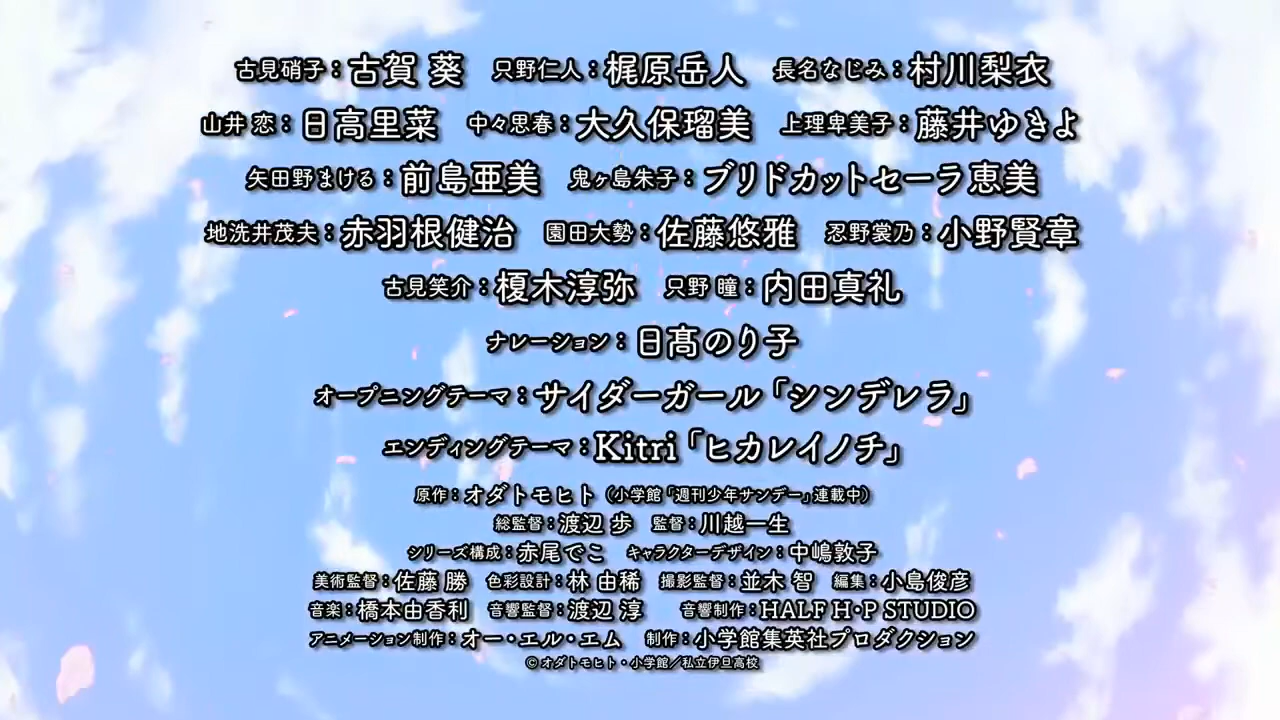 古見硝子：古賀 葵　只野仁人：梶原岳人　長名なじみ：村川梨衣
山井 恋：日高里菜　中々思春：大久保瑠美　上理卑美子：藤井ゆきよ
矢田野まける：前島亜美　鬼ヶ島朱子：ブリドカットセーラ恵美
地洗井茂夫：赤羽根健治　園田大勢：佐藤悠雅　忍野裳乃：小野賢章
古見笑介：榎木淳弥　只野 瞳：内田真礼
ナレーション：日髙のり子
オープニングテーマ：サイダーガール「シンデレラ」
エンディングテーマ：Kitri「ヒカレイノチ」
原作：オダトモヒト（小学館「週刊少年サンデー」連載中）
総監督：渡辺 歩　監督：川越一生
シリーズ構成：赤尾でこ　キャラクターデザイン：中嶋敦子
美術監督：佐藤 勝　色彩設計：林 由稀　撮影監督：並木 智　編集：小島俊彦
音楽：橋本由香利　音響監督：渡辺 淳　音響制作：HALF H・P STUDIO
アニメーション制作：オー・エル・エム　制作：小学館集英社プロダクション
©オダトモヒト・小学館／私立伊旦高校